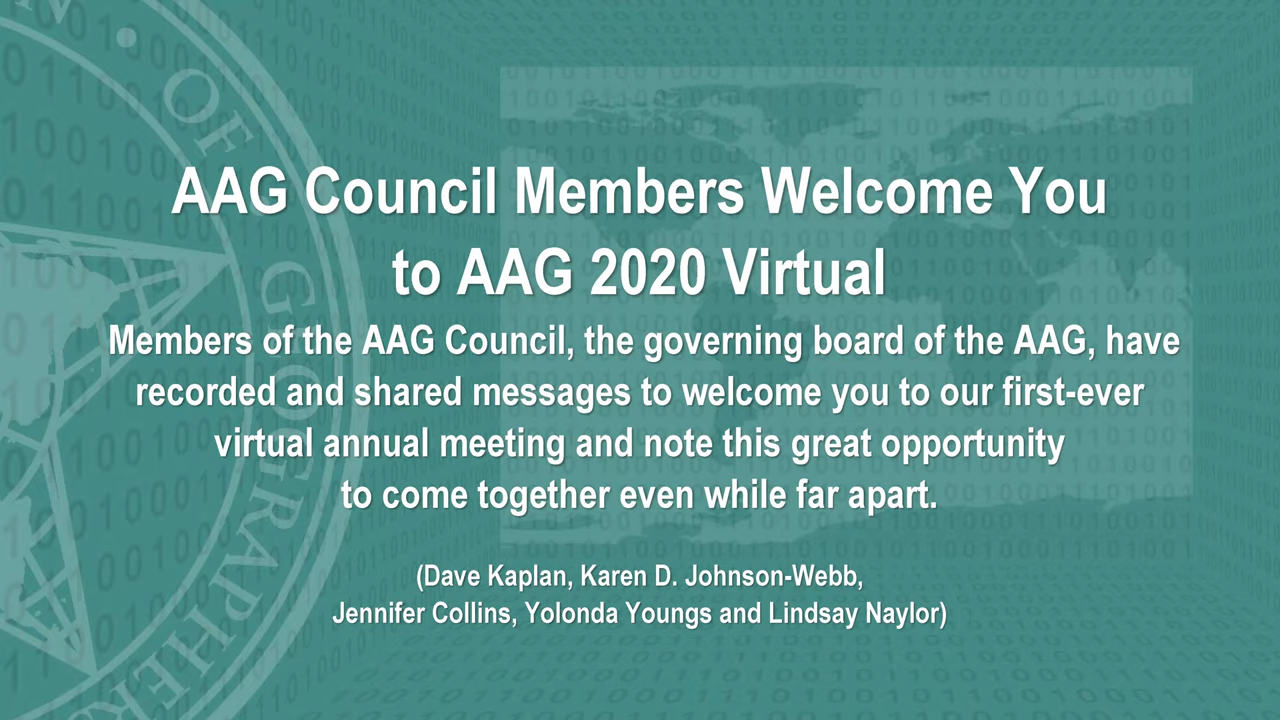 AAG Council Members Welcome You
to AAG 2020 Virtual
Members of the AAG Council, the governing board of the AAG, have
recorded and shared messages to welcome you to our first-ever
virtual annual meeting and note this great opportunity
to come together even while far apart.
(Dave Kaplan, Karen D. Johnson-Webb,
Jennifer Collins, Yolonda Youngs and Lindsay Naylor)
OF GEOGRAPHERS